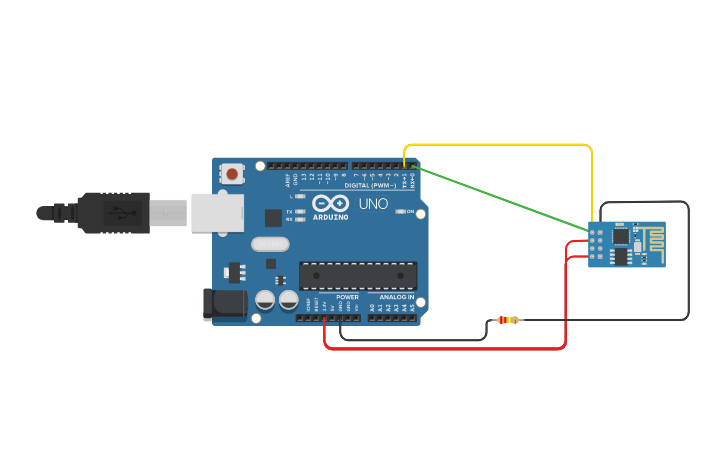 AREF
GND
13
12
~11
~10
~9
8
7
~6
~5
4
~3
2
TX→1
RX←0
DIGITAL (PWM~)
L
TX
RX
ARDUINO
UNO
ON
POWER
ANALOG IN
IOREF
RESET
3.3V
5V
GND
GND
Vin
A0
A1
A2
A3
A4
A5